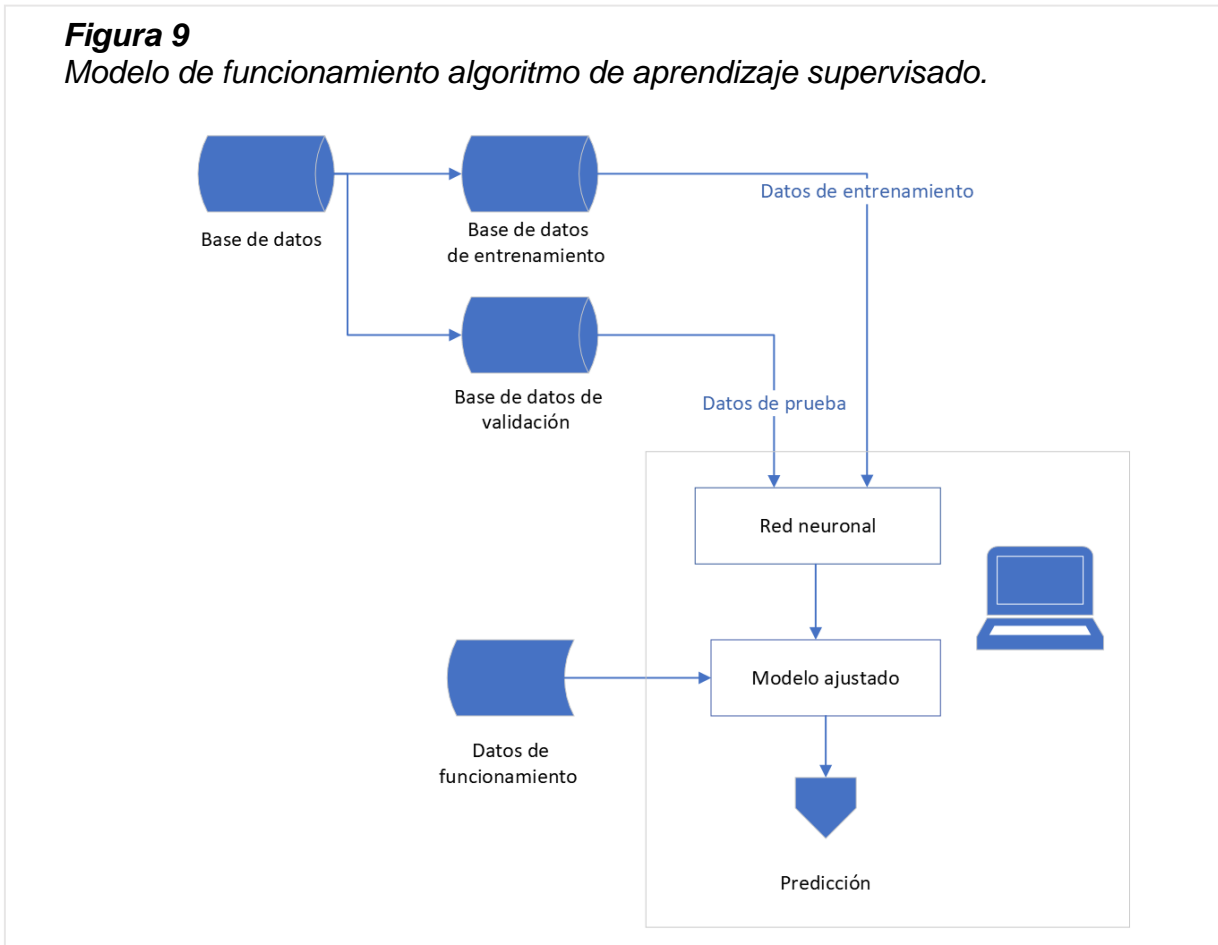 Figura 9
Modelo de funcionamiento algoritmo de aprendizaje supervisado.
Base de datos
Base de datos
de entrenamiento
Datos de entrenamiento
Base de datos de
validación
Datos de prueba
Red neuronal
Modelo ajustado
Datos de
funcionamiento
Predicción